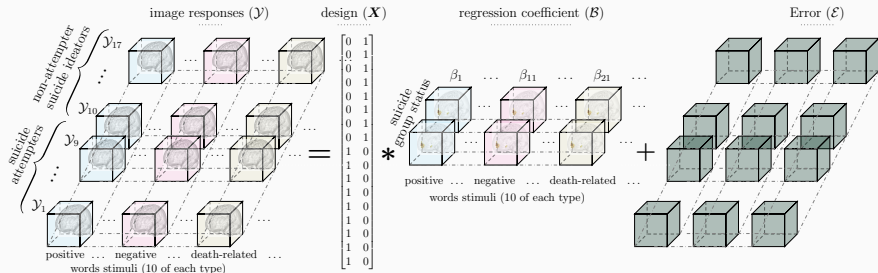 image responses (𝒴)
design (𝑿)
regression coefficient (ℬ)
Error (ℰ)
non-attempter
suicide ideators
𝒴₁₇
⋮
𝒴₁₀
suicide
attempters
𝒴₉
⋮
𝒴₁
positive ... negative ... death-related ...
words stimuli (10 of each type)
=
0 1
0 1
0 1
0 1
0 1
0 1
0 1
0 1
1 0
1 0
1 0
1 0
1 0
1 0
1 0
1 0
1 0
*
suicide
group status
β₁ ... β₁₁ ... β₂₁ ...
positive ... negative ... death-related ...
words stimuli (10 of each type)
+